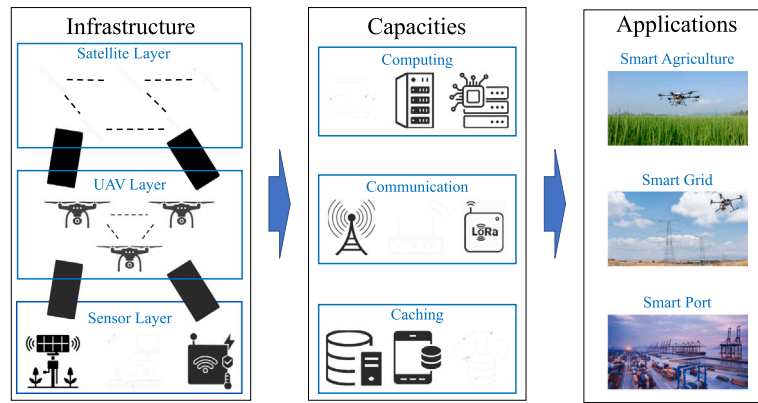 Infrastructure
Satellite Layer
UAV Layer
Sensor Layer
Capacities
Computing
Communication
LoRa
Caching
Applications
Smart Agriculture
Smart Grid
Smart Port